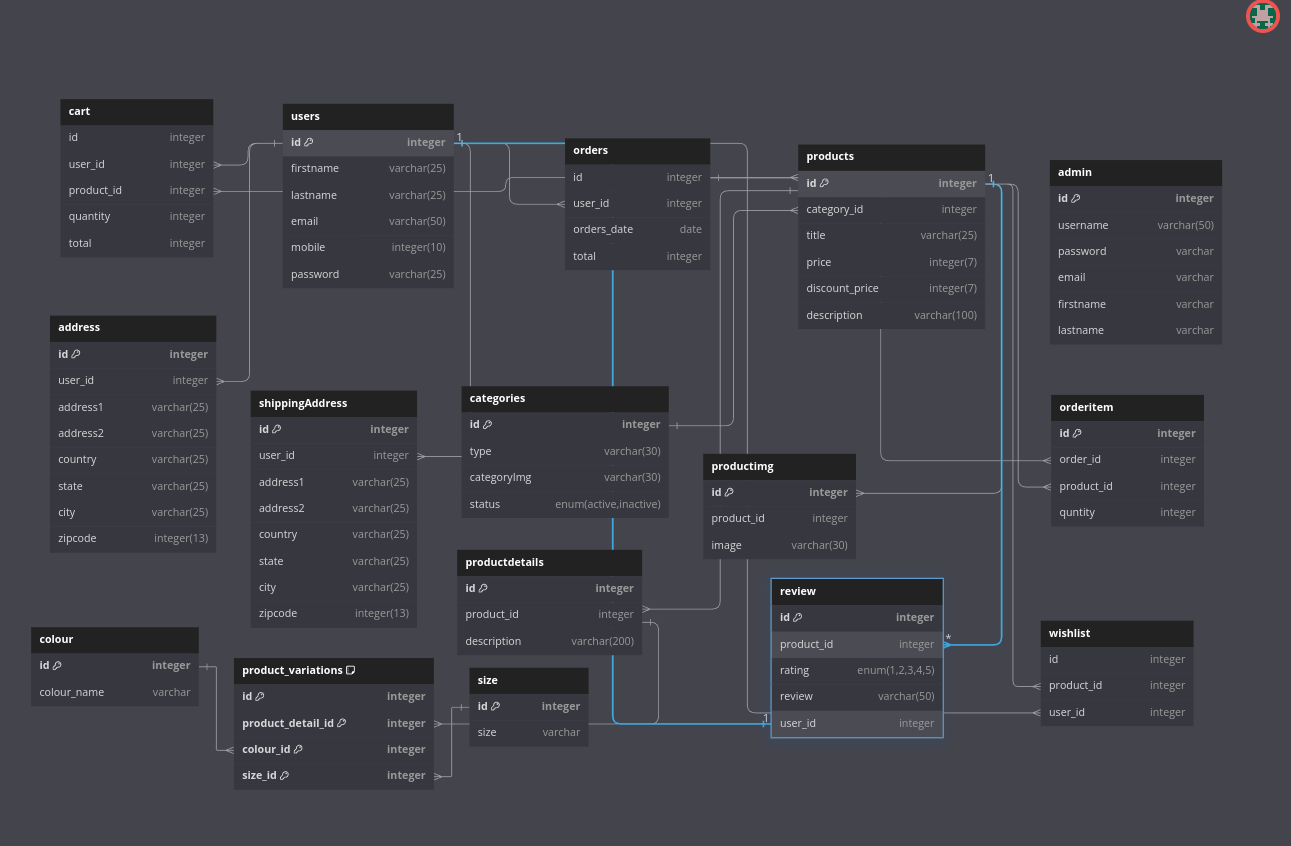 cart
id integer
user_id integer
product_id integer
quantity integer
total integer
users
id integer
firstname varchar(25)
lastname varchar(25)
email varchar(50)
mobile integer(10)
password varchar(25)
1
orders
id integer
user_id integer
orders_date date
total integer
products
id integer
category_id integer
title varchar(25)
price integer(7)
discount_price integer(7)
description varchar(100)
1
admin
id integer
username varchar(50)
password varchar
email varchar
firstname varchar
lastname varchar
address
id integer
user_id integer
address1 varchar(25)
address2 varchar(25)
country varchar(25)
state varchar(25)
city varchar(25)
zipcode integer(13)
shippingAddress
id integer
user_id integer
address1 varchar(25)
address2 varchar(25)
country varchar(25)
state varchar(25)
city varchar(25)
zipcode integer(13)
categories
id integer
type varchar(30)
categoryImg varchar(30)
status enum(active,inactive)
productimg
id integer
product_id integer
image varchar(30)
orderitem
id integer
order_id integer
product_id integer
quntity integer
productdetails
id integer
product_id integer
description varchar(200)
review
id integer
product_id integer
rating enum(1,2,3,4,5)
review varchar(50)
user_id integer
*
1
wishlist
id integer
product_id integer
user_id integer
colour
id integer
colour_name varchar
product_variations
id integer
product_detail_id integer
colour_id integer
size_id integer
size
id integer
size varchar